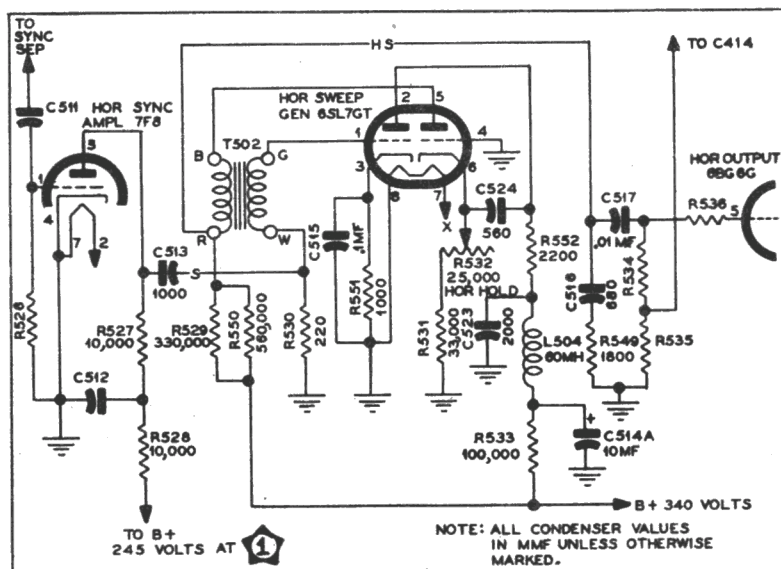 TO
SYNC
SEP
HS
TO C414
C511
HOR SYNC
AMPL 7F8
HOR SWEEP
GEN 6SL7GT
HOR OUTPUT
6BG6G
T502
B
G
R
W
1
3
4
7
2
2
5
1
4
3
6
8
7
X
5
C524
560
C517
.01 MF
R536
C515
.1MF
R552
2200
R534
C513
1000
S
R532
25,000
HOR HOLD
C516
680
R526
R527
10,000
R529
330,000
R550
560,000
R530
220
R551
1000
R531
33,000
C523
2000
L504
60MH
R549
1800
R535
C512
R528
10,000
R533
100,000
+
C514A
10MF
B+ 340 VOLTS
TO B+
245 VOLTS AT 1
NOTE: ALL CONDENSER VALUES
IN MMF UNLESS OTHERWISE
MARKED.